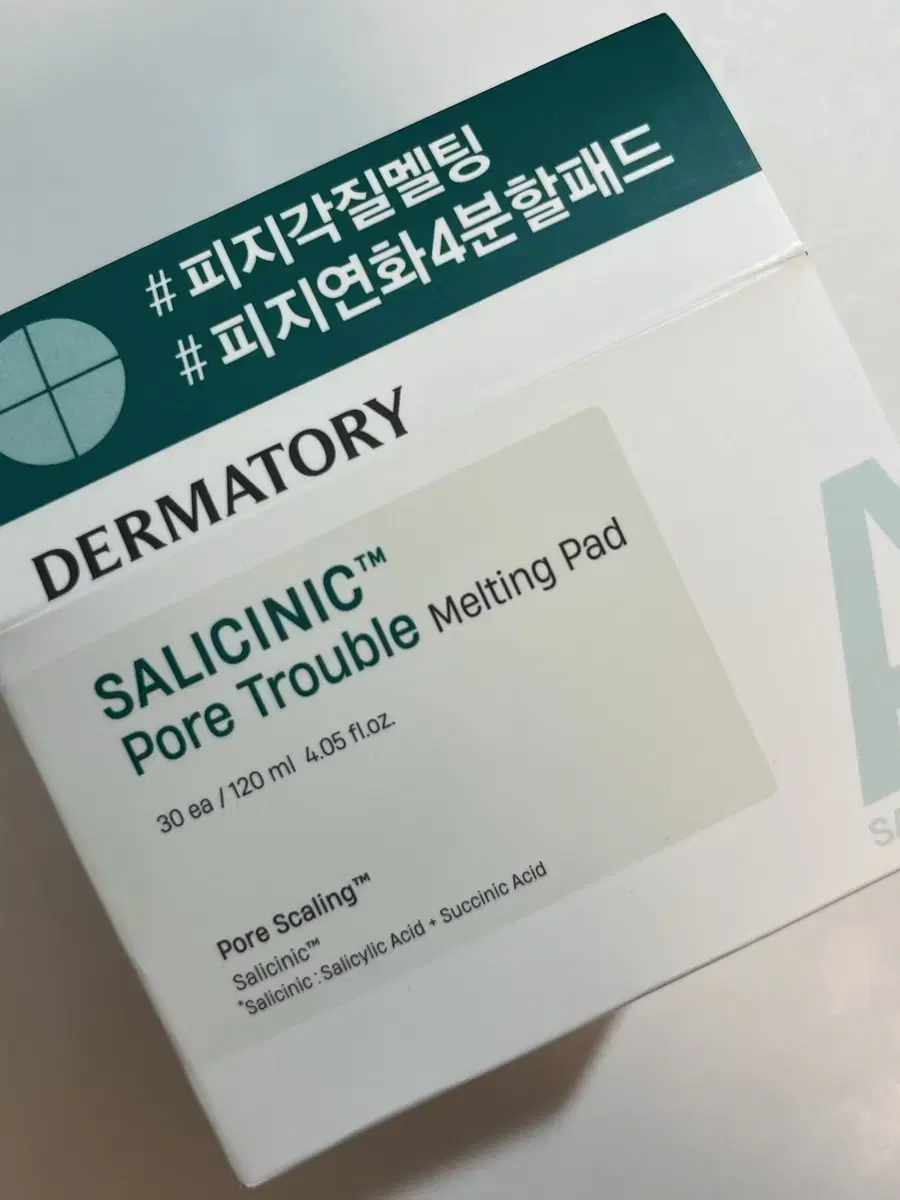 #피지각질멜팅
#피지연화4분할패드
DERMATORY
SALICINIC™
Pore Trouble Melting Pad
30 ea / 120 ml 4.05 fl.oz.
Pore Scaling™
Salicinic™
*Salicinic : Salicylic Acid + Succinic Acid
A
SA